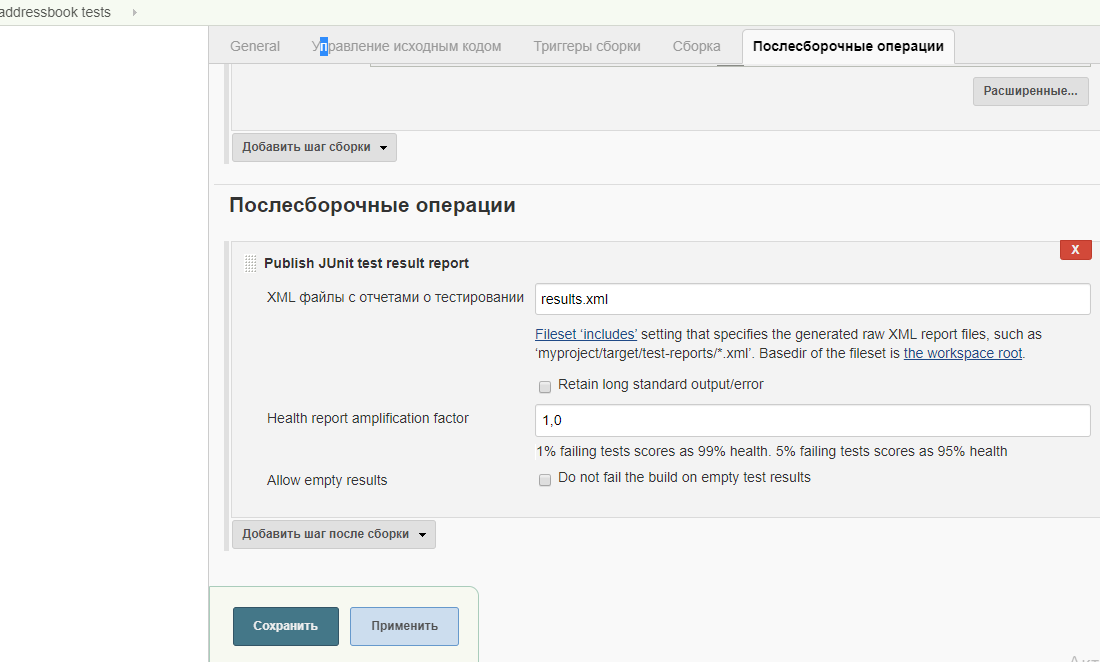 addressbook tests
General Управление исходным кодом Триггеры сборки Сборка Послесборочные операции
Расширенные...
Добавить шаг сборки
Послесборочные операции
X
Publish JUnit test result report
XML файлы с отчетами о тестировании results.xml
Fileset ‘includes’ setting that specifies the generated raw XML report files, such as
‘myproject/target/test-reports/*.xml’. Basedir of the fileset is the workspace root.
Retain long standard output/error
Health report amplification factor 1,0
1% failing tests scores as 99% health. 5% failing tests scores as 95% health
Allow empty results Do not fail the build on empty test results
Добавить шаг после сборки
Сохранить Применить